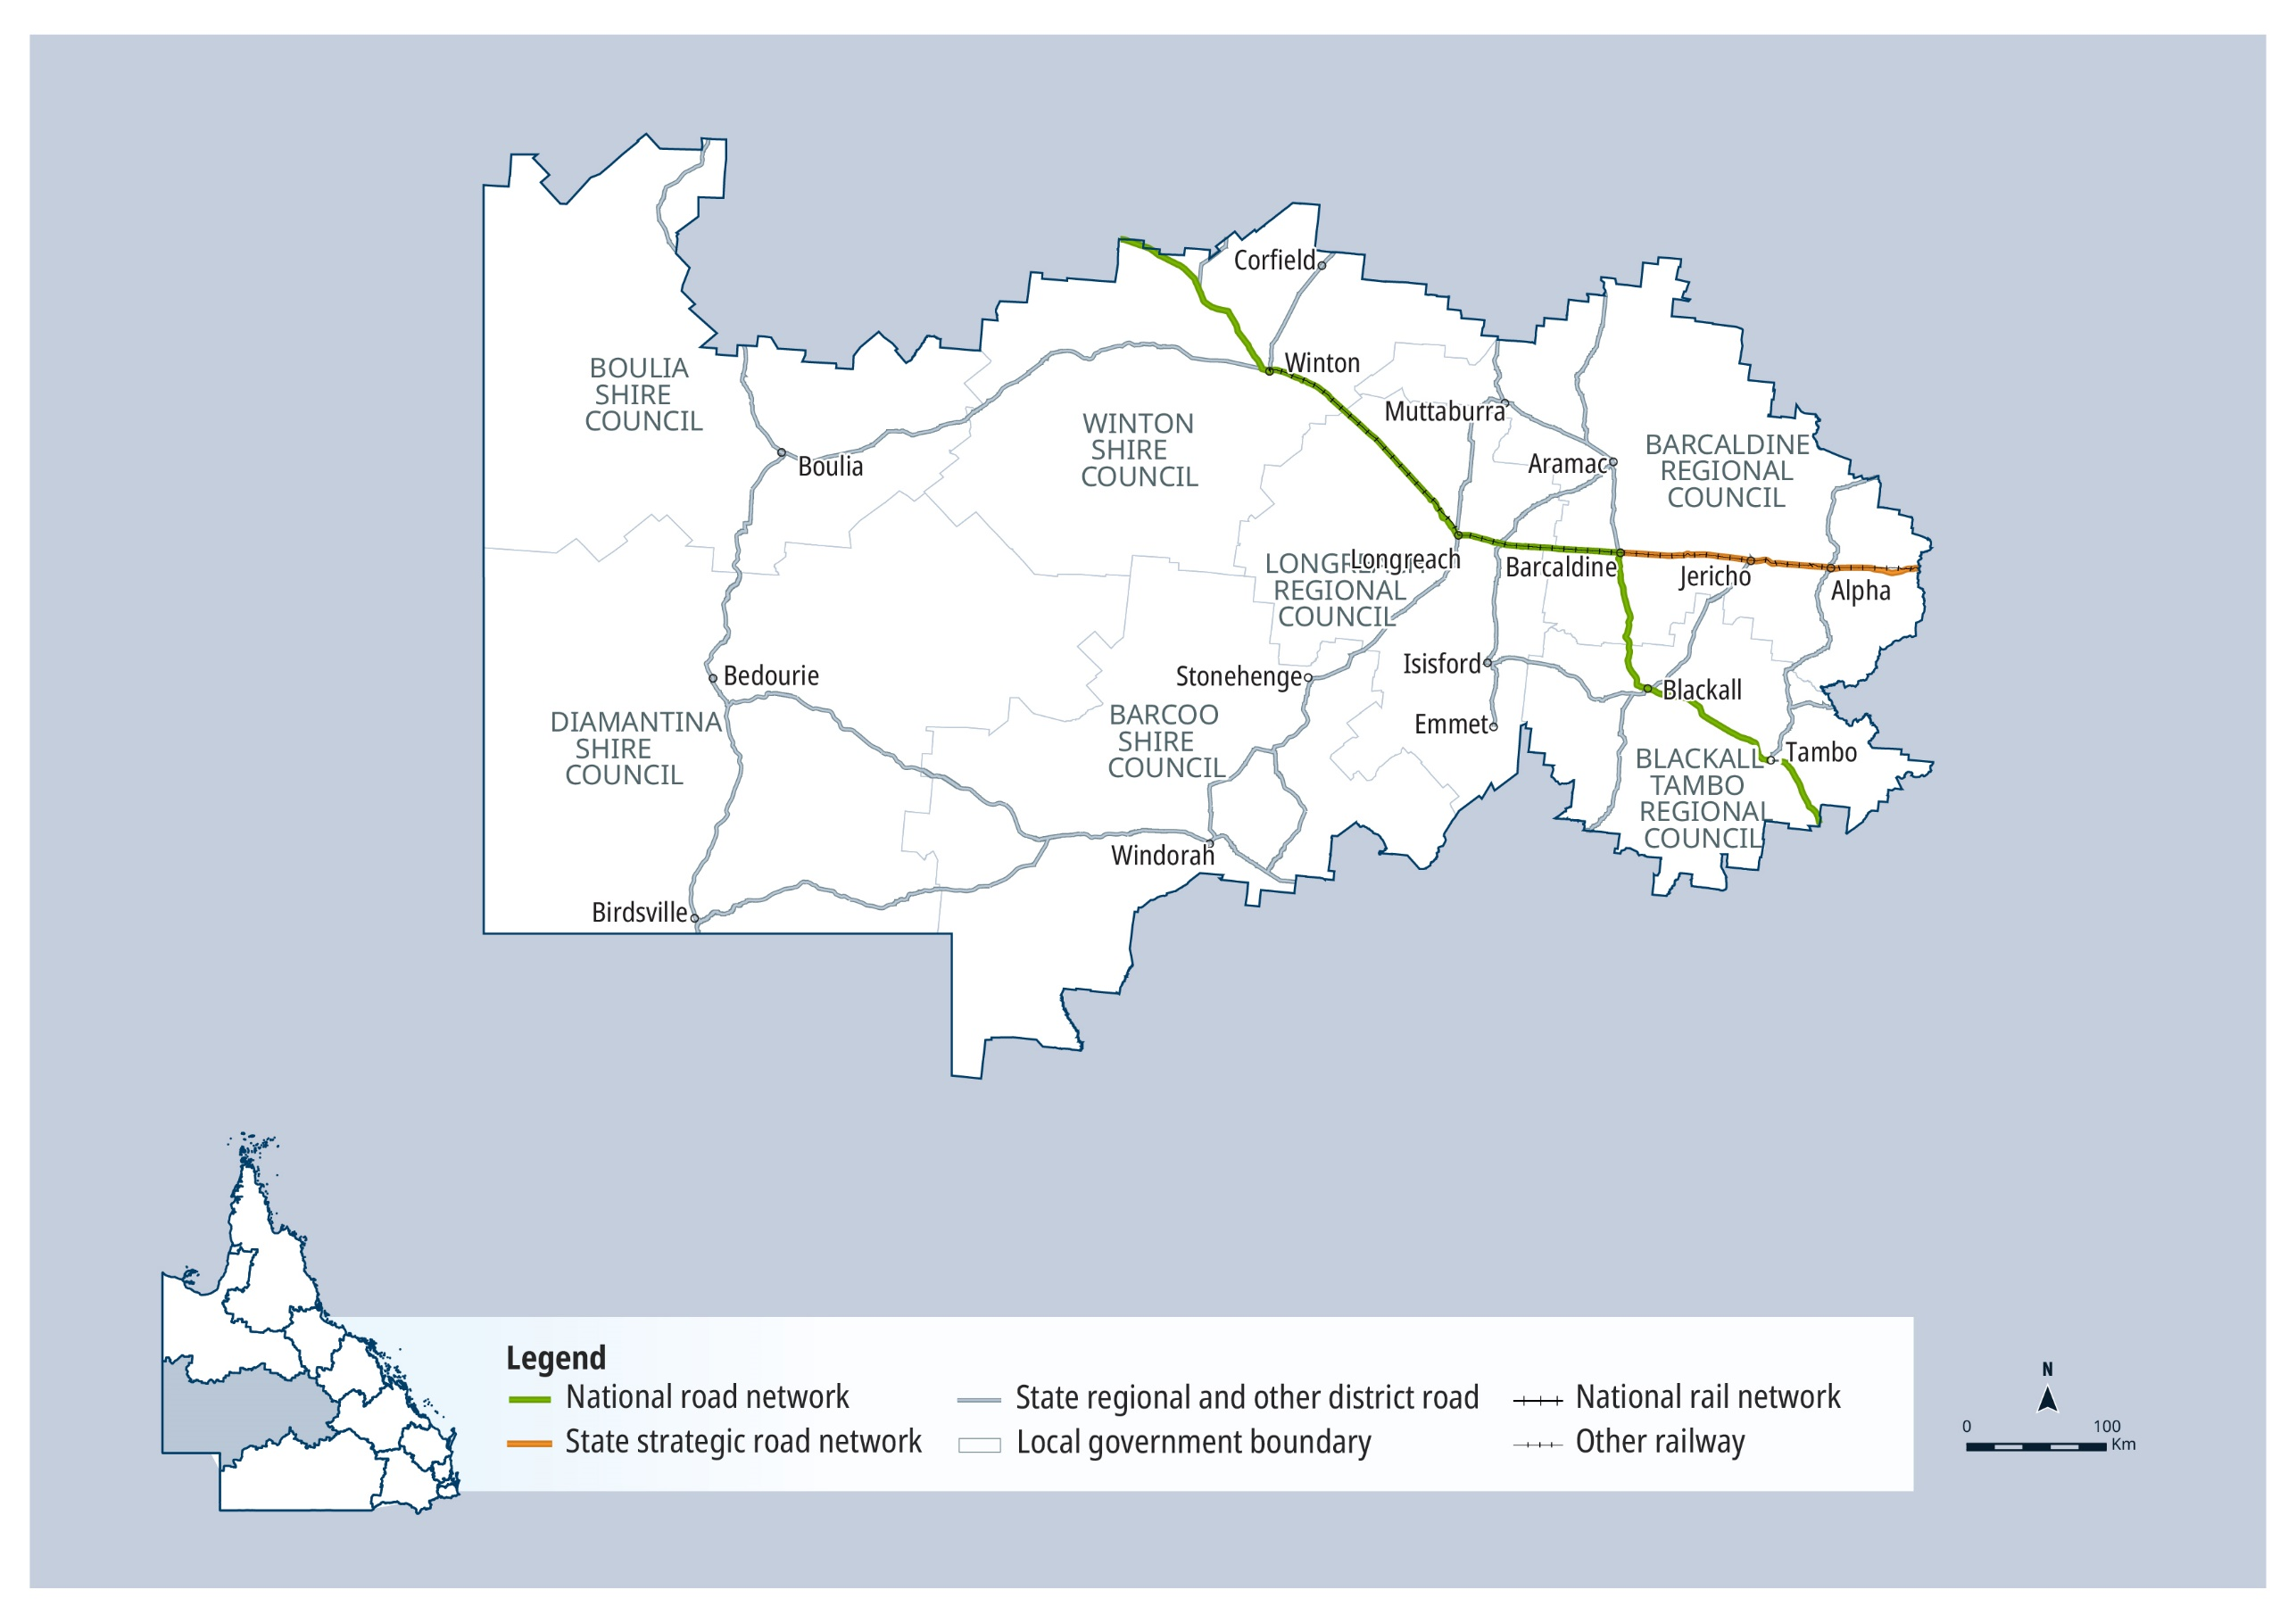 Corfield
Winton
BOULIA
SHIRE
COUNCIL
Muttaburra
WINTON
SHIRE
COUNCIL
BARCALDINE
REGIONAL
COUNCIL
Boulia
Aramac
Longreach
LONGREACH
REGIONAL
COUNCIL
Barcaldine
Jericho
Alpha
Isisford
Stonehenge
Bedourie
Blackall
BARCOO
SHIRE
COUNCIL
Emmet
DIAMANTINA
SHIRE
COUNCIL
Tambo
BLACKALL
TAMBO
REGIONAL
COUNCIL
Windorah
Birdsville
Legend
National road network
State strategic road network
State regional and other district road
Local government boundary
National rail network
Other railway
N
0 100
Km